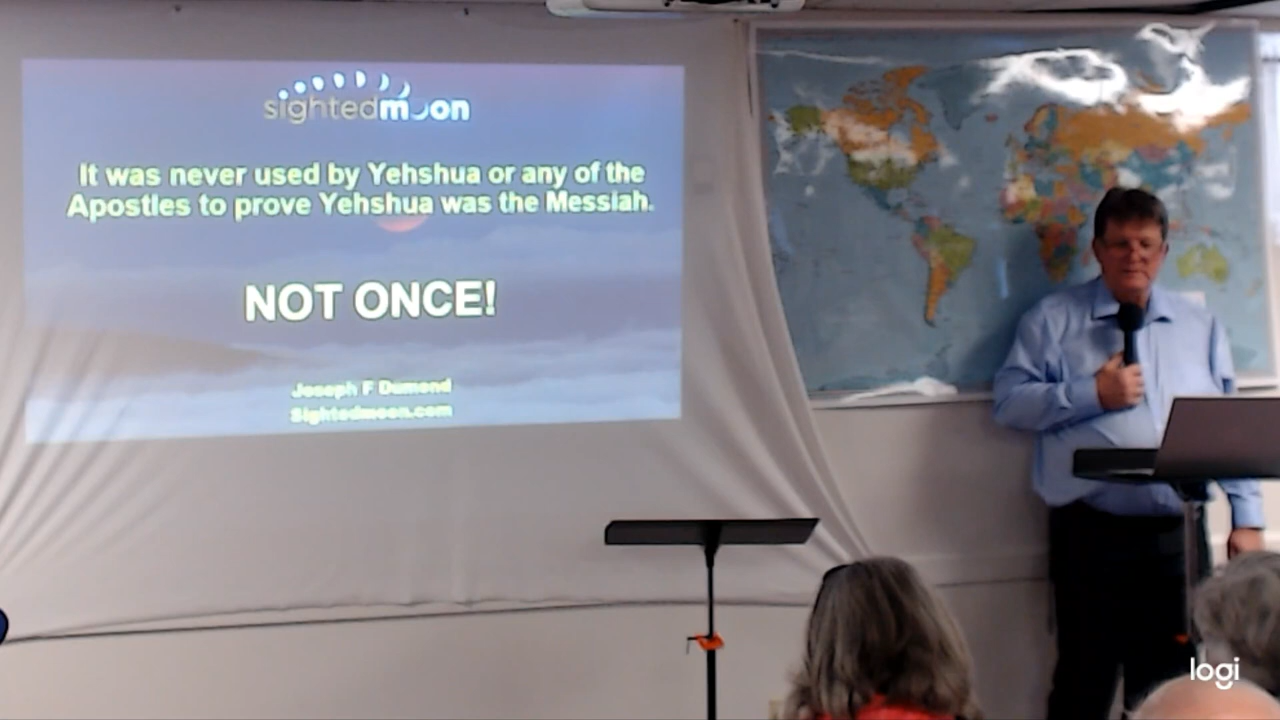 sightedmoon
It was never used by Yehshua or any of the
Apostles to prove Yehshua was the Messiah.
NOT ONCE!
Joseph F Dumond
Sightedmoon.com
logi